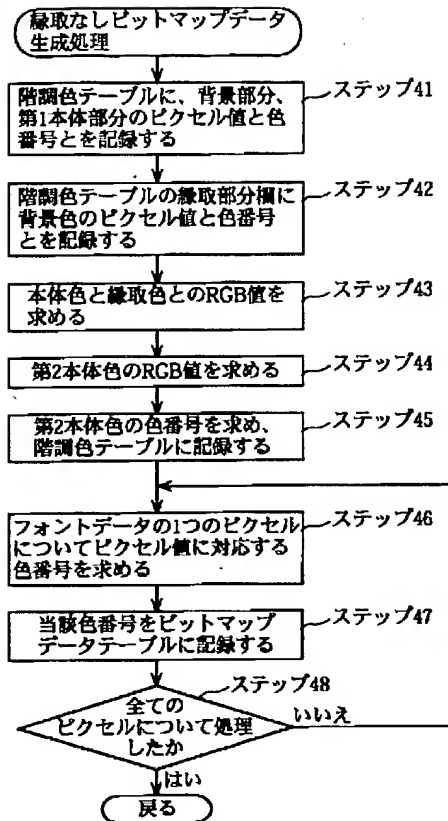 縁取なしビットマップデータ
生成処理
階調色テーブルに、背景部分、
第1本体部分のピクセル値と色
番号とを記録する
ステップ41
階調色テーブルの縁取部分欄に
背景色のピクセル値と色番号
とを記録する
ステップ42
本体色と縁取色とのRGB値を
求める
ステップ43
第2本体色のRGB値を求める
ステップ44
第2本体色の色番号を求め、
階調色テーブルに記録する
ステップ45
フォントデータの1つのピクセル
についてピクセル値に対応する
色番号を求める
ステップ46
当該色番号をビットマップ
データテーブルに記録する
ステップ47
ステップ48
全ての
ピクセルについて処理
したか
いいえ
はい
戻る